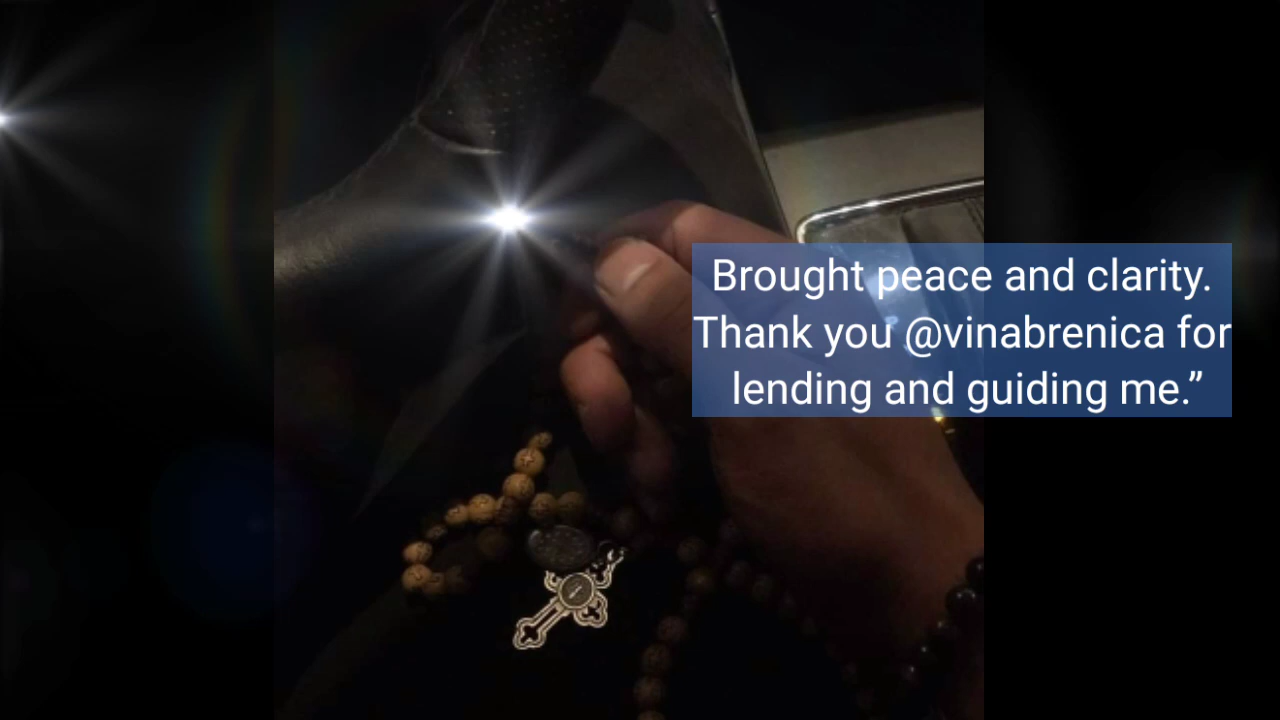 Brought peace and clarity.
Thank you @vinabrenica for
lending and guiding me.”